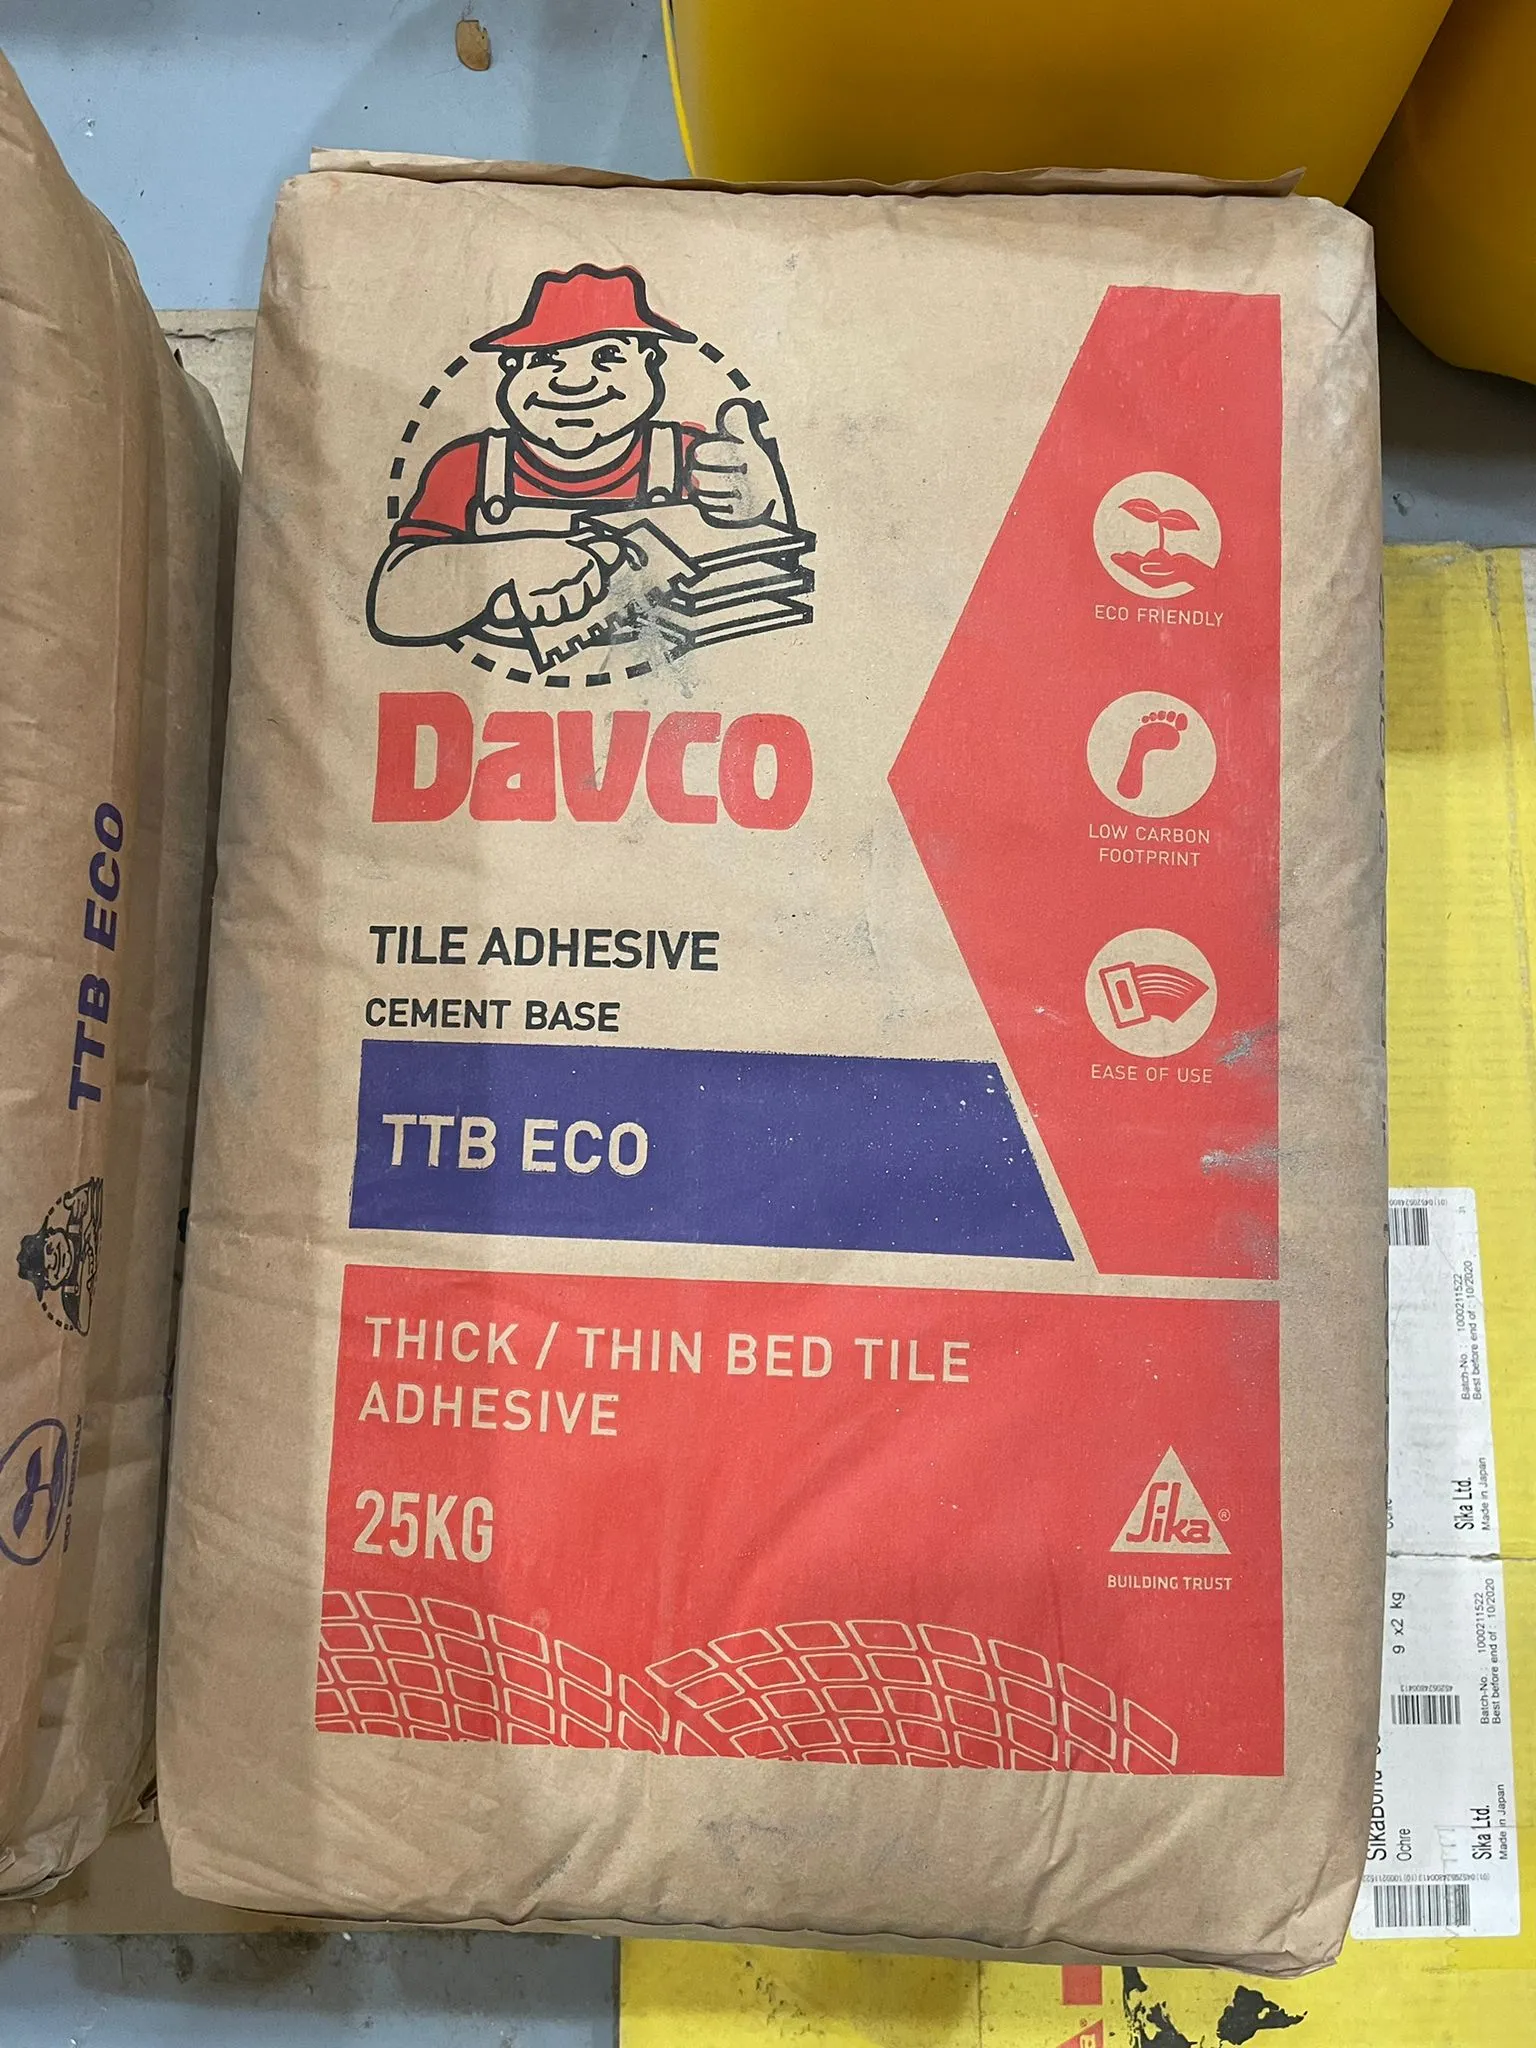 Davco
TILE ADHESIVE
CEMENT BASE
TTB ECO
THICK / THIN BED TILE
ADHESIVE
25KG
ECO FRIENDLY
LOW CARBON
FOOTPRINT
EASE OF USE
Sika®
BUILDING TRUST
TTB ECO
ECO FRIENDLY
Batch-No. : 1000211522
Best before end of : 10/2020
Sika Ltd.
Made in Japan
9 x2 kg
Batch-No. : 1000211522
Best before end of : 10/2020
Ochre
Sika Ltd.
Made in Japan